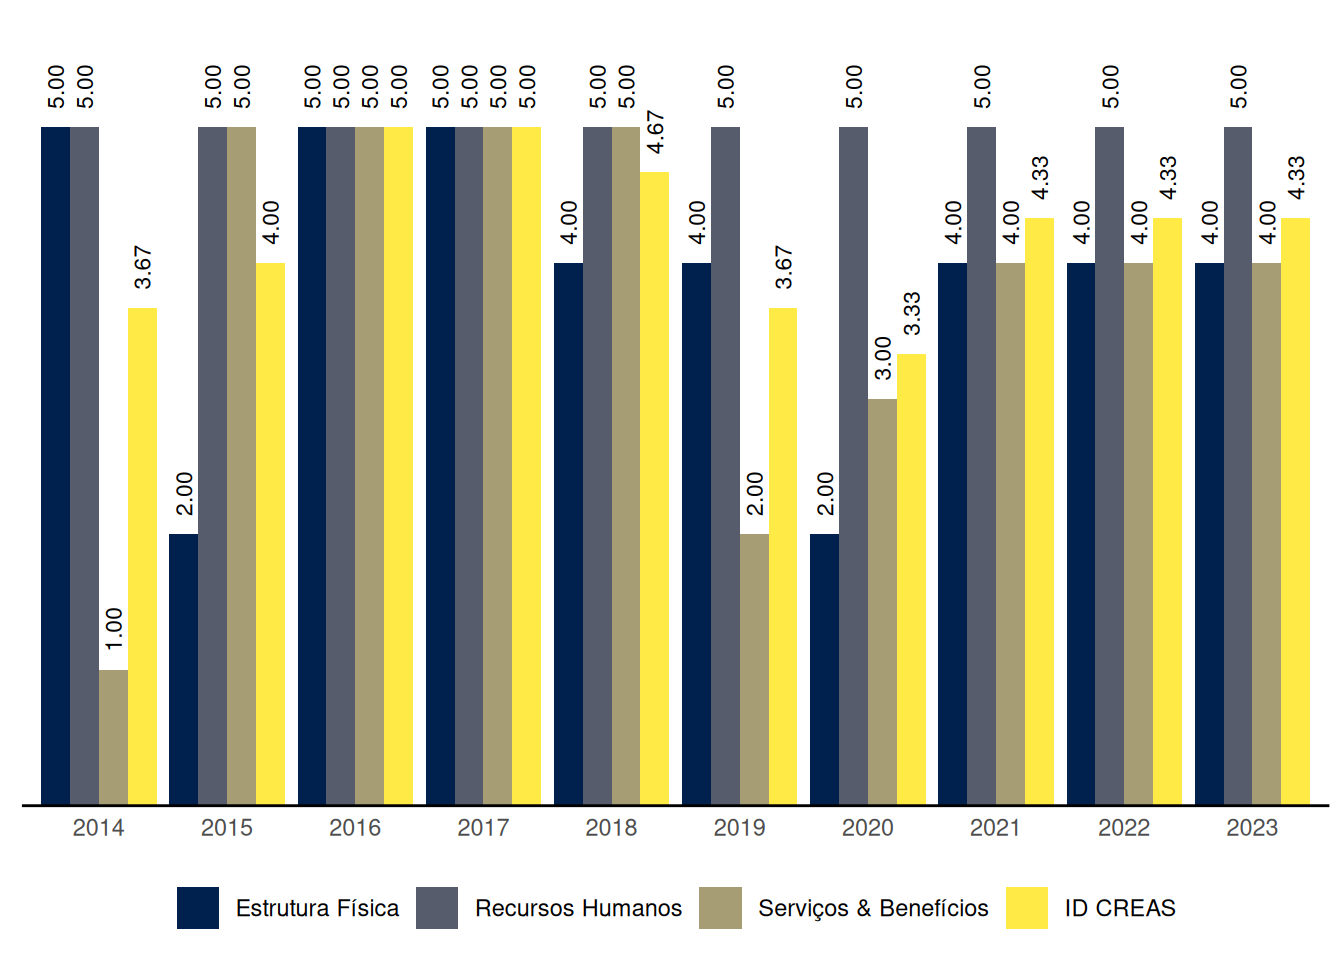 5.00 5.00 1.00 3.67
2.00 5.00 5.00 4.00
5.00 5.00 5.00 5.00
5.00 5.00 5.00 5.00
4.00 5.00 5.00 4.67
4.00 5.00 2.00 3.67
2.00 5.00 3.00 3.33
4.00 5.00 4.00 4.33
4.00 5.00 4.00 4.33
4.00 5.00 4.00 4.33
2014 2015 2016 2017 2018 2019 2020 2021 2022 2023
Estrutura Física Recursos Humanos Serviços & Benefícios ID CREAS